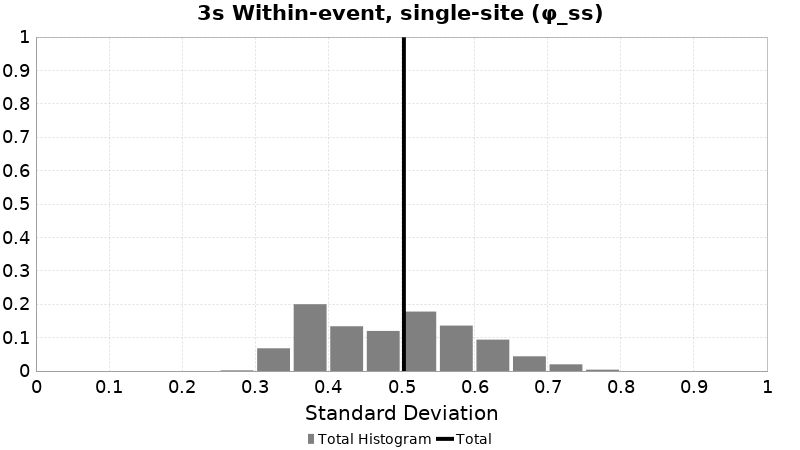 3s Within-event, single-site (φ_ss)
1
0.9
0.8
0.7
0.6
0.5
0.4
0.3
0.2
0.1
0
0 0.1 0.2 0.3 0.4 0.5 0.6 0.7 0.8 0.9 1
Standard Deviation
Total Histogram Total